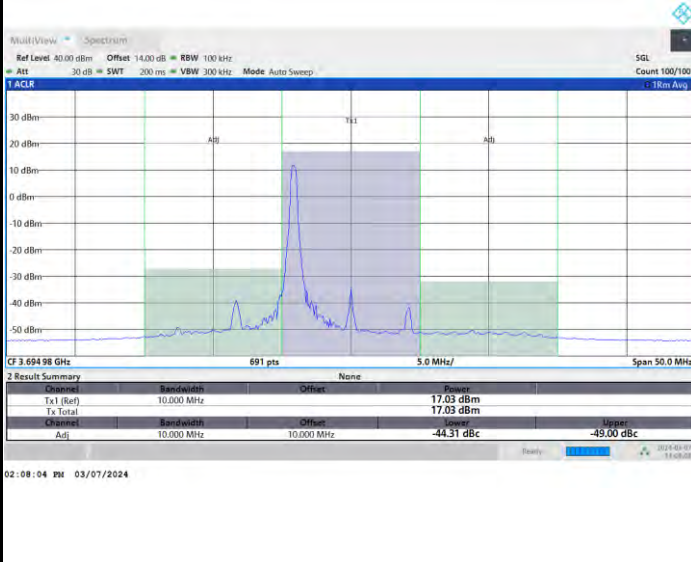 MultiView Spectrum
Ref Level 40.00 dBm Offset 14.00 dB RBW 100 kHz SGL
Att 30 dB SWT 200 ms VBW 300 kHz Mode Auto Sweep Count 100/100
1 ACLR 1Rm Avg
30 dBm
Tx1
20 dBm
Adj Adj
10 dBm
0 dBm
-10 dBm
-20 dBm
-30 dBm
-40 dBm
-50 dBm
CF 3.694 98 GHz 691 pts 5.0 MHz/ Span 50.0 MHz
2 Result Summary None
Channel Bandwidth Offset Power
Tx1 (Ref) 10.000 MHz 17.03 dBm
Tx Total 17.03 dBm
Channel Bandwidth Offset Lower Upper
Adj 10.000 MHz 10.000 MHz -44.31 dBc -49.00 dBc
Ready
02:08:04 PM 03/07/2024